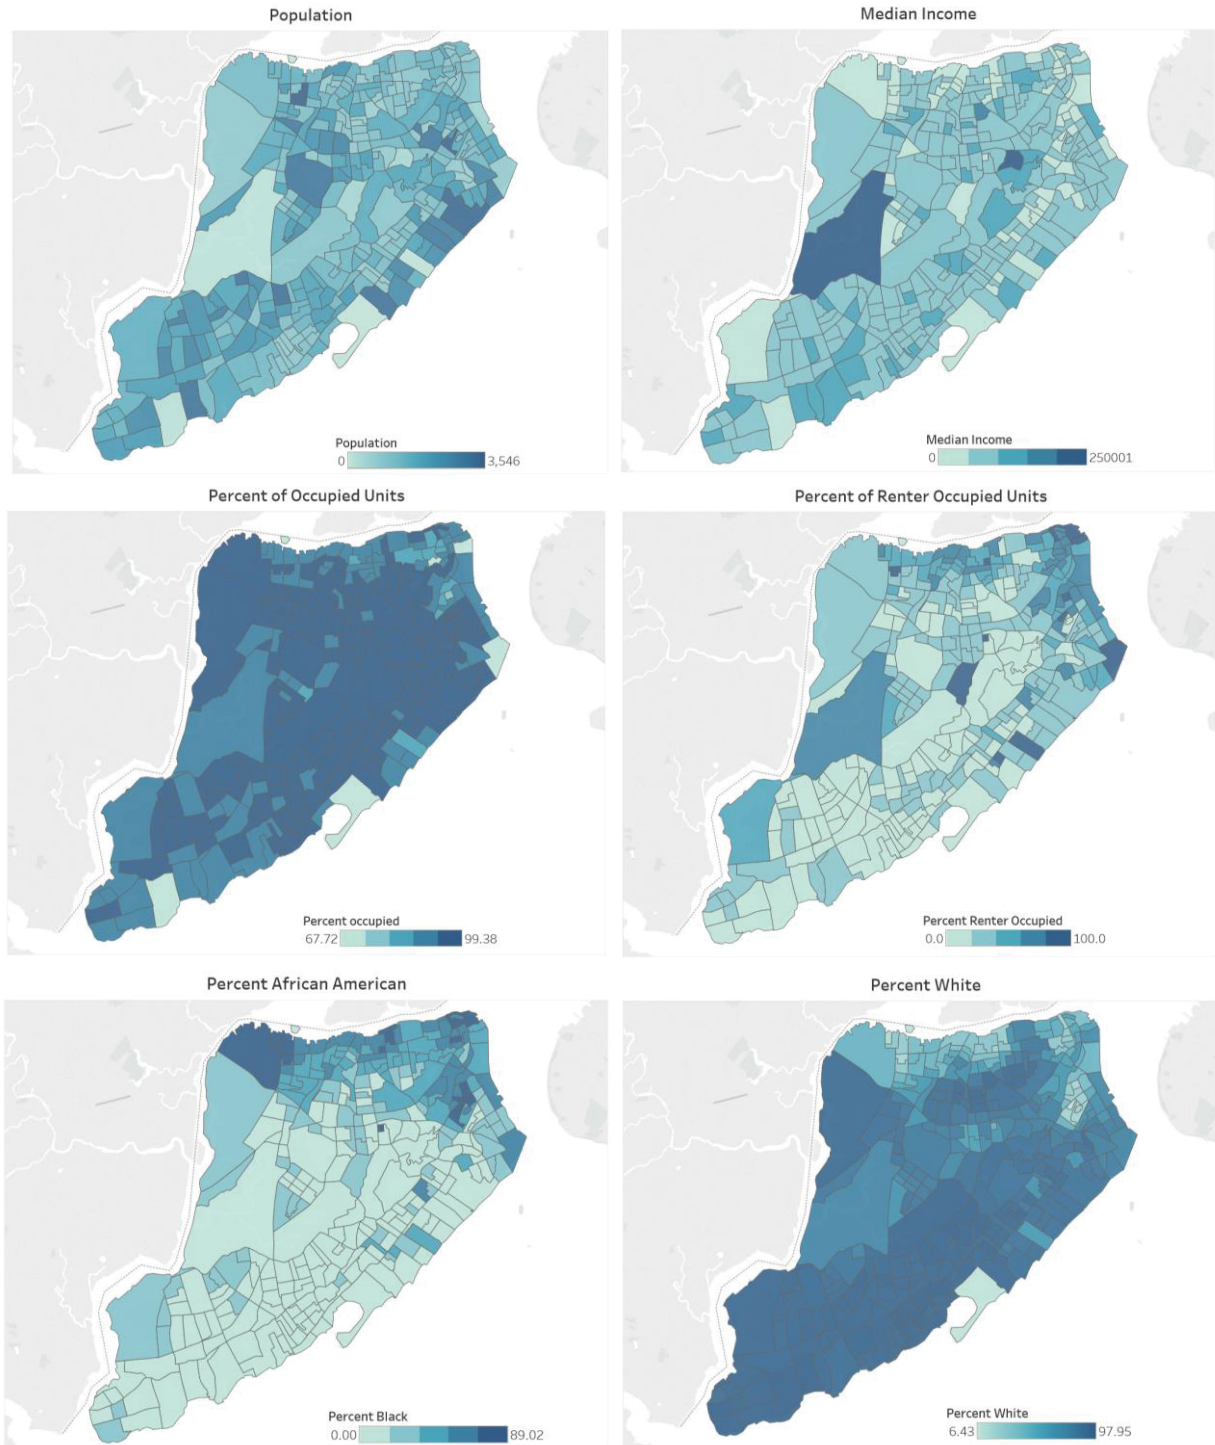 Population
Median Income
Population
0 3,546
Median Income
0 250001
Percent of Occupied Units
Percent of Renter Occupied Units
Percent occupied
67.72 99.38
Percent Renter Occupied
0.0 100.0
Percent African American
Percent White
Percent Black
0.00 89.02
Percent White
6.43 97.95